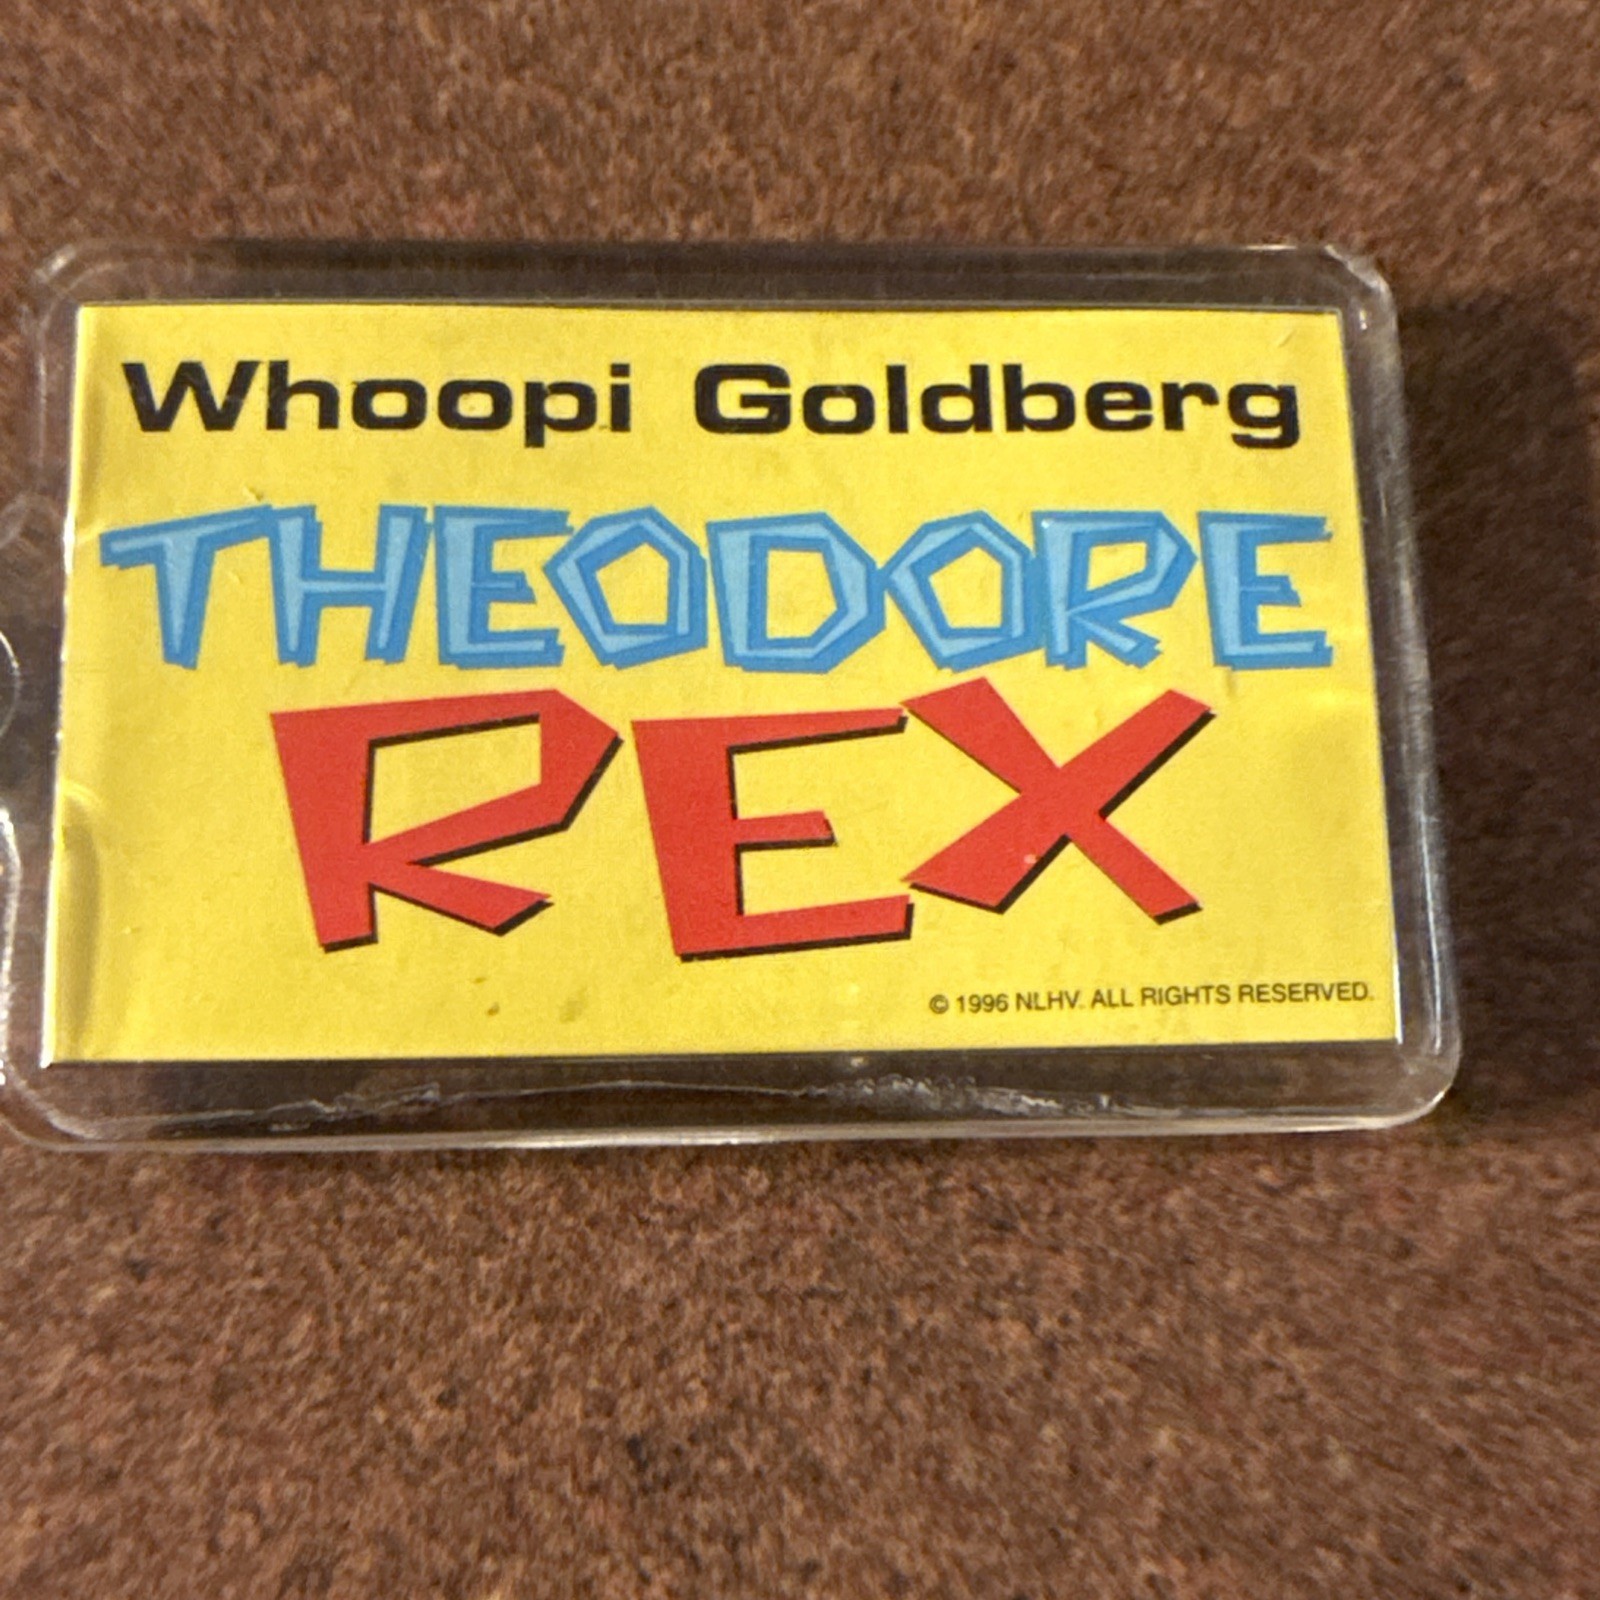 Whoopi Goldberg
THEODORE
REX
© 1996 NLHV. ALL RIGHTS RESERVED.